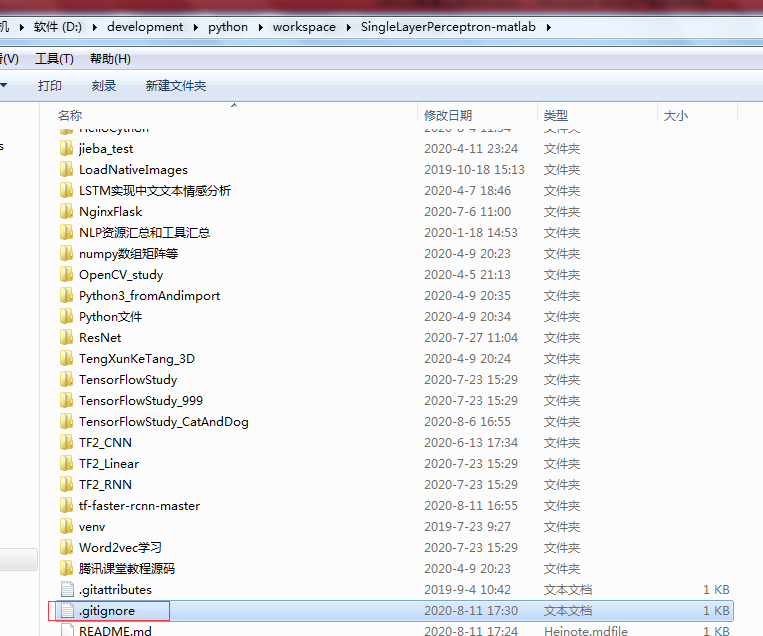 机 ▸ 软件 (D:) ▸ development ▸ python ▸ workspace ▸ SingleLayerPerceptron-matlab ▸
(V) 工具(T) 帮助(H)
打印 刻录 新建文件夹
名称 修改日期 类型 大小
HelloCython 2020-8-4 11:34 文件夹
s
jieba_test 2020-4-11 23:24 文件夹
LoadNativeImages 2019-10-18 15:13 文件夹
LSTM实现中文文本情感分析 2020-4-7 18:46 文件夹
NginxFlask 2020-7-6 11:00 文件夹
NLP资源汇总和工具汇总 2020-1-18 14:53 文件夹
numpy数组矩阵等 2020-4-9 20:23 文件夹
OpenCV_study 2020-4-5 21:13 文件夹
Python3_fromAndimport 2020-4-9 20:35 文件夹
Python文件 2020-4-9 20:34 文件夹
ResNet 2020-7-27 11:04 文件夹
TengXunKeTang_3D 2020-4-9 20:24 文件夹
TensorFlowStudy 2020-7-23 15:29 文件夹
TensorFlowStudy_999 2020-7-23 15:29 文件夹
TensorFlowStudy_CatAndDog 2020-8-6 16:55 文件夹
TF2_CNN 2020-6-13 17:34 文件夹
TF2_Linear 2020-7-23 15:29 文件夹
TF2_RNN 2020-7-23 15:29 文件夹
tf-faster-rcnn-master 2020-8-11 16:55 文件夹
venv 2019-7-23 9:27 文件夹
Word2vec学习 2020-7-23 15:29 文件夹
腾讯课堂教程源码 2020-4-9 20:23 文件夹
.gitattributes 2019-9-4 10:42 文本文档 1 KB
.gitignore 2020-8-11 17:30 文本文档 1 KB
README.md 2020-8-11 17:24 Heinote.mdfile 1 KB